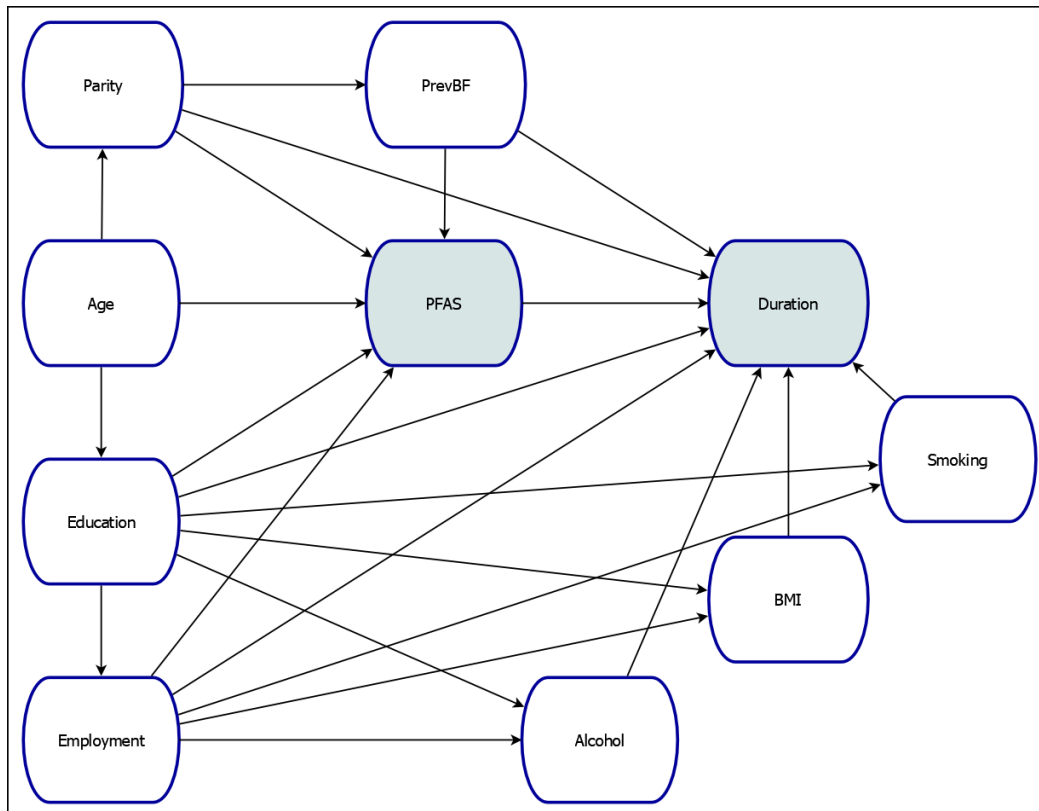 Parity
PrevBF
Age
PFAS
Duration
Smoking
Education
BMI
Employment
Alcohol